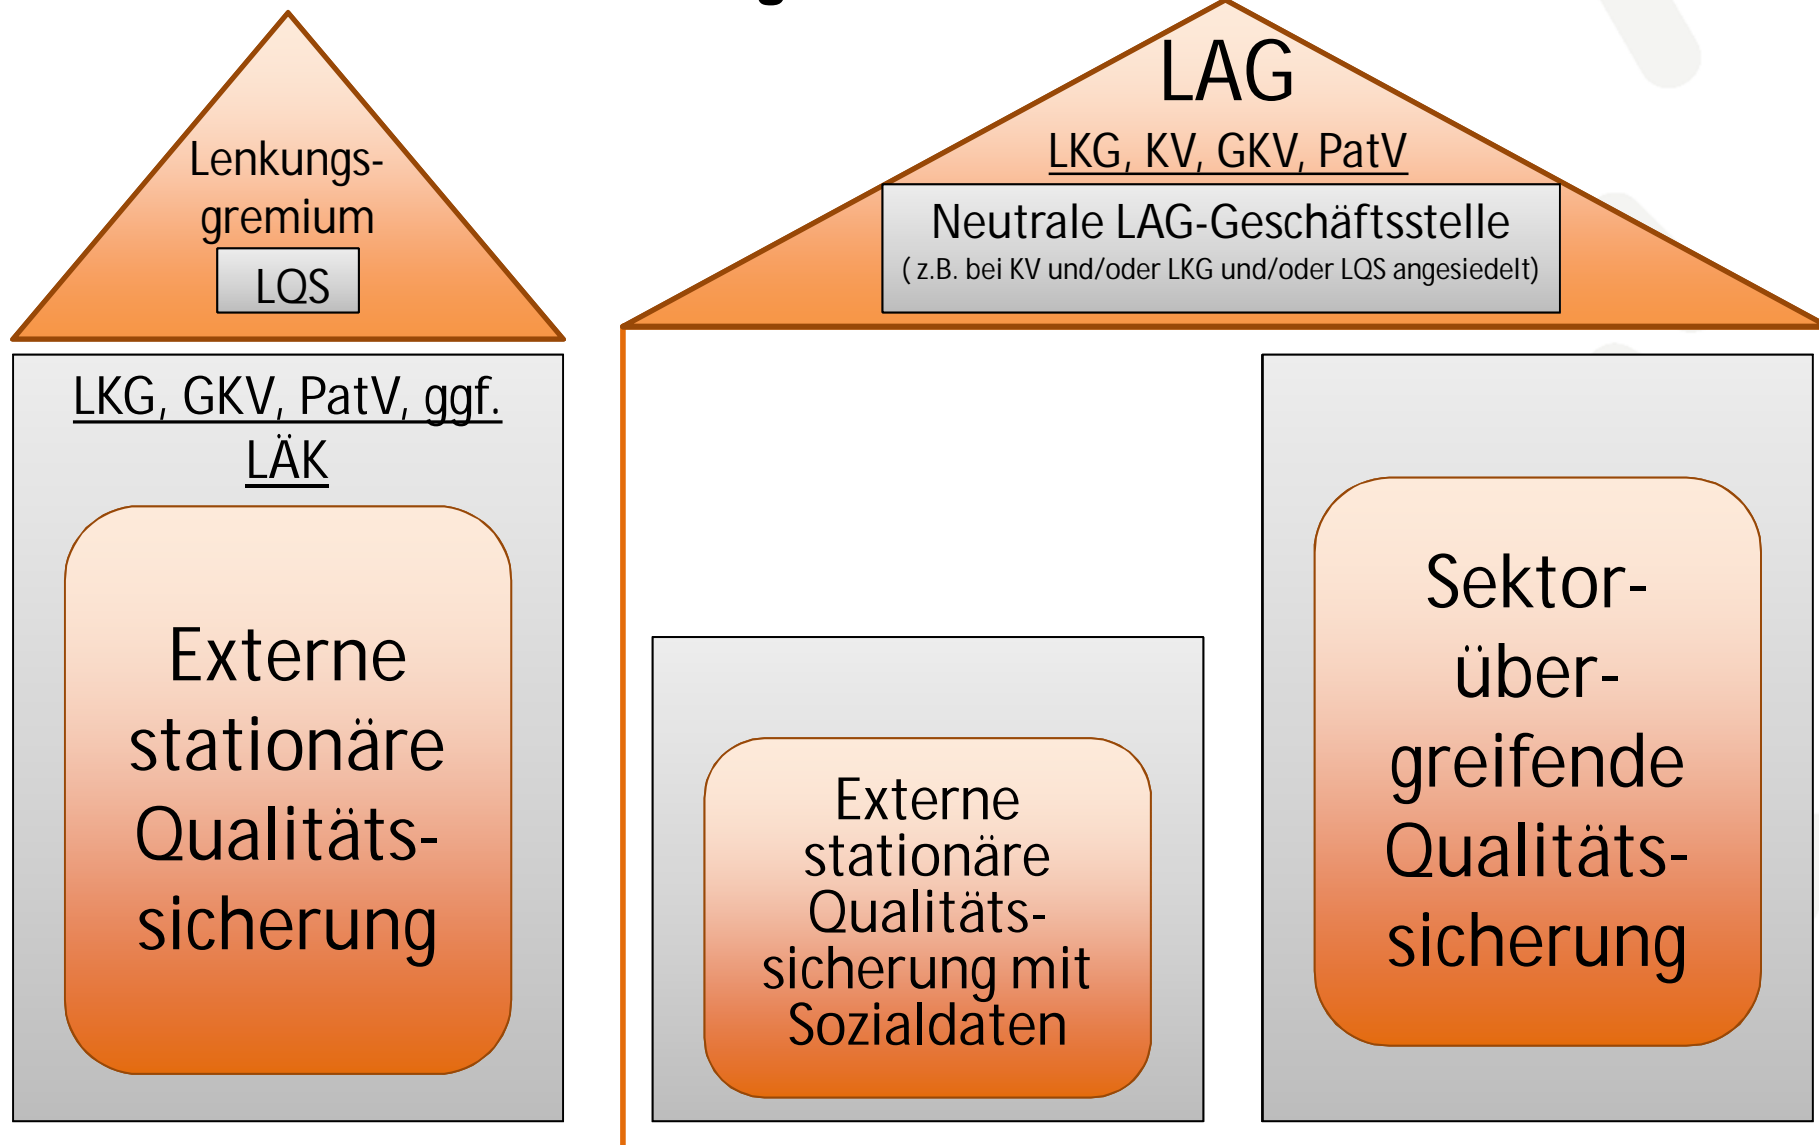 Lenkungs-
gremium
LQS
LKG, GKV, PatV, ggf.
LÄK
Externe
stationäre
Qualitäts-
sicherung
LAG
LKG, KV, GKV, PatV
Neutrale LAG-Geschäftsstelle
( z.B. bei KV und/oder LKG und/oder LQS angesiedelt)
Externe
stationäre
Qualitäts-
sicherung mit
Sozialdaten
Sektor-
über-
greifende
Qualitäts-
sicherung